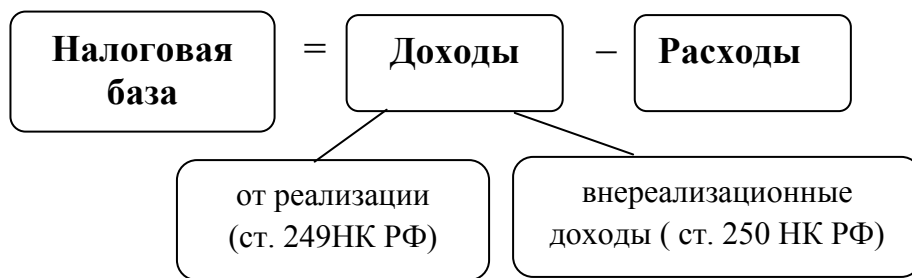 Налоговая база = Доходы – Расходы
от реализации
(ст. 249НК РФ)
внереализационные
доходы ( ст. 250 НК РФ)